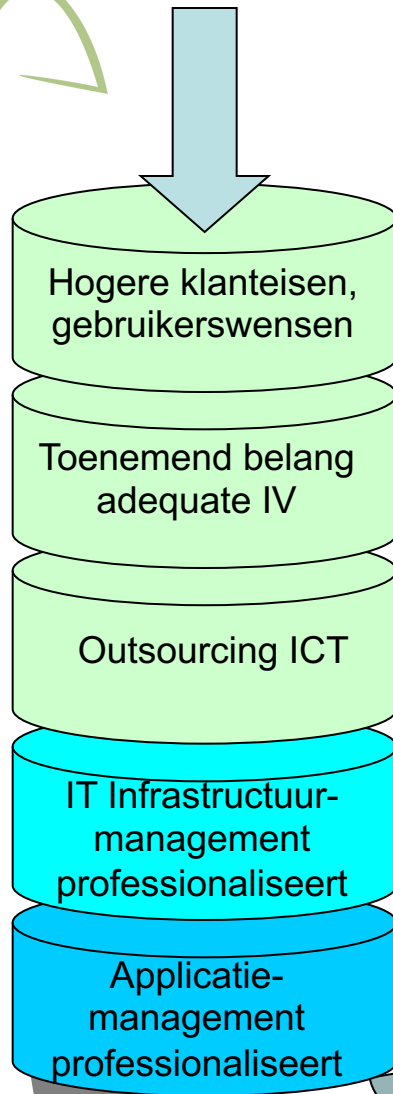 Hogere klanteisen,
gebruikerswensen
Toenemend belang
adequate IV
Outsourcing ICT
IT Infrastructuur-
management
professionaliseert
Applicatie-
management
professionaliseert